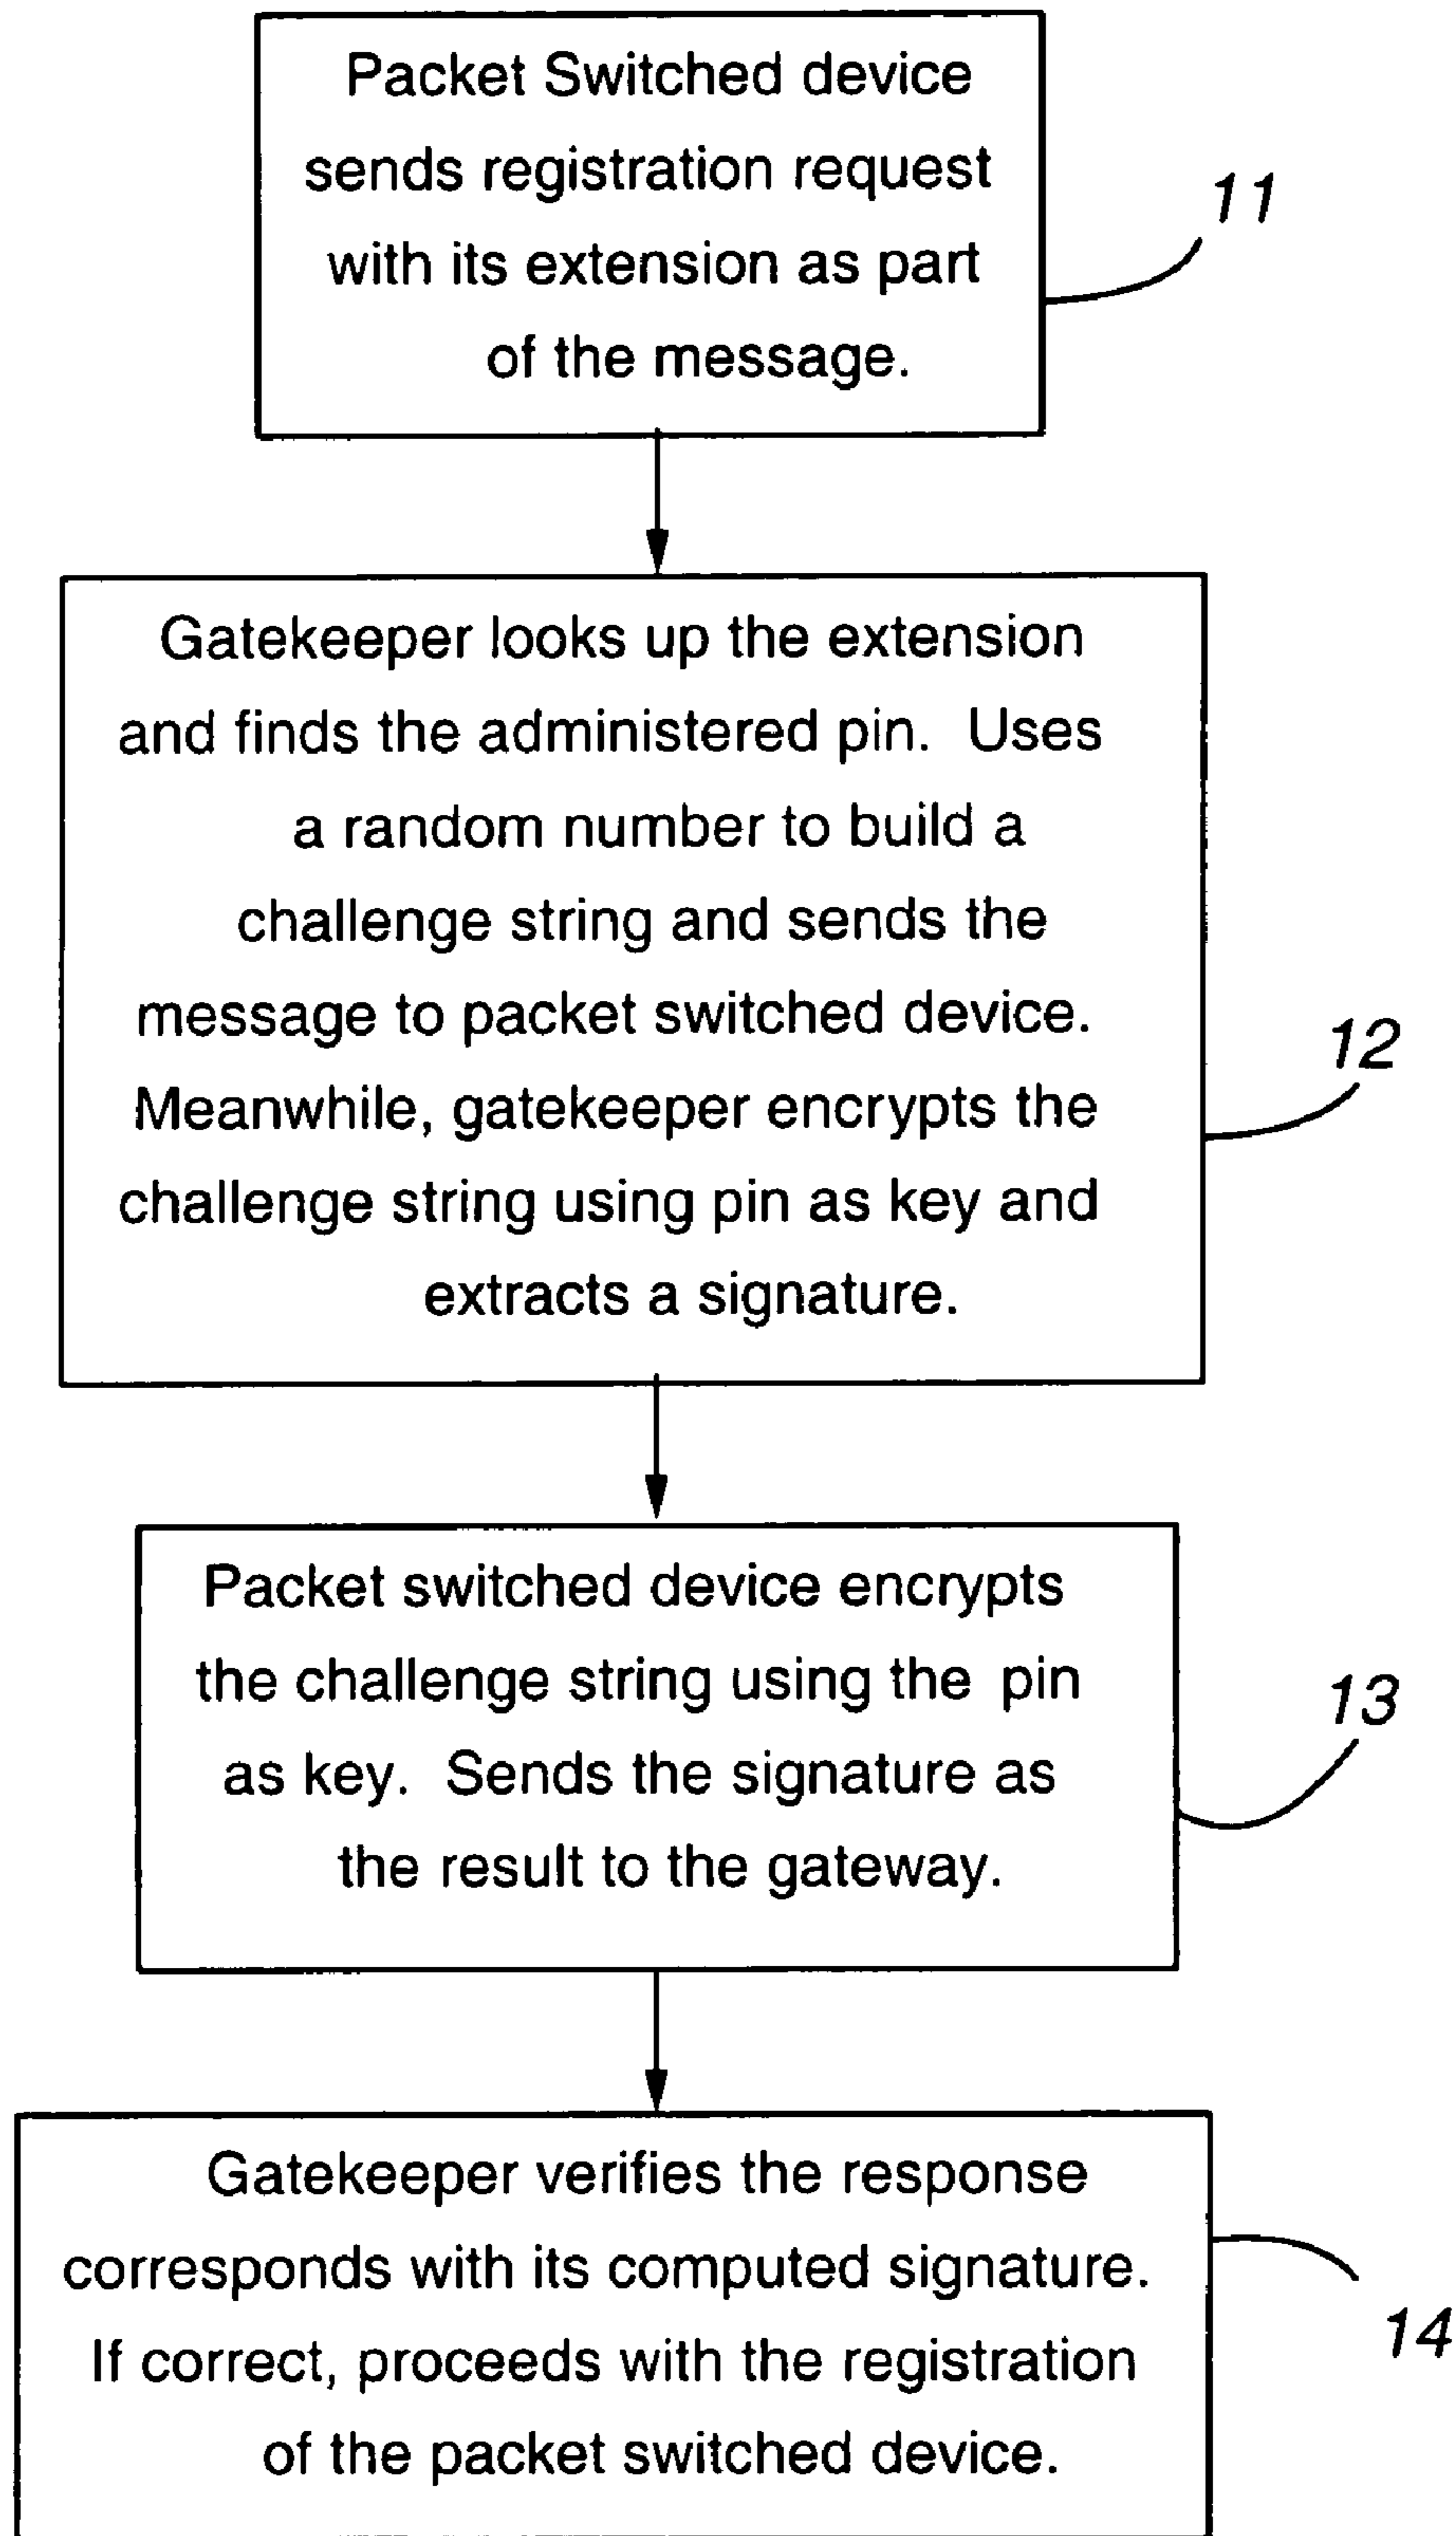 Packet Switched device
sends registration request
with its extension as part
of the message.
11
Gatekeeper looks up the extension
and finds the administered pin. Uses
a random number to build a
challenge string and sends the
message to packet switched device.
Meanwhile, gatekeeper encrypts the
challenge string using pin as key and
extracts a signature.
12
Packet switched device encrypts
the challenge string using the pin
as key. Sends the signature as
the result to the gateway.
13
Gatekeeper verifies the response
corresponds with its computed signature.
If correct, proceeds with the registration
of the packet switched device.
14